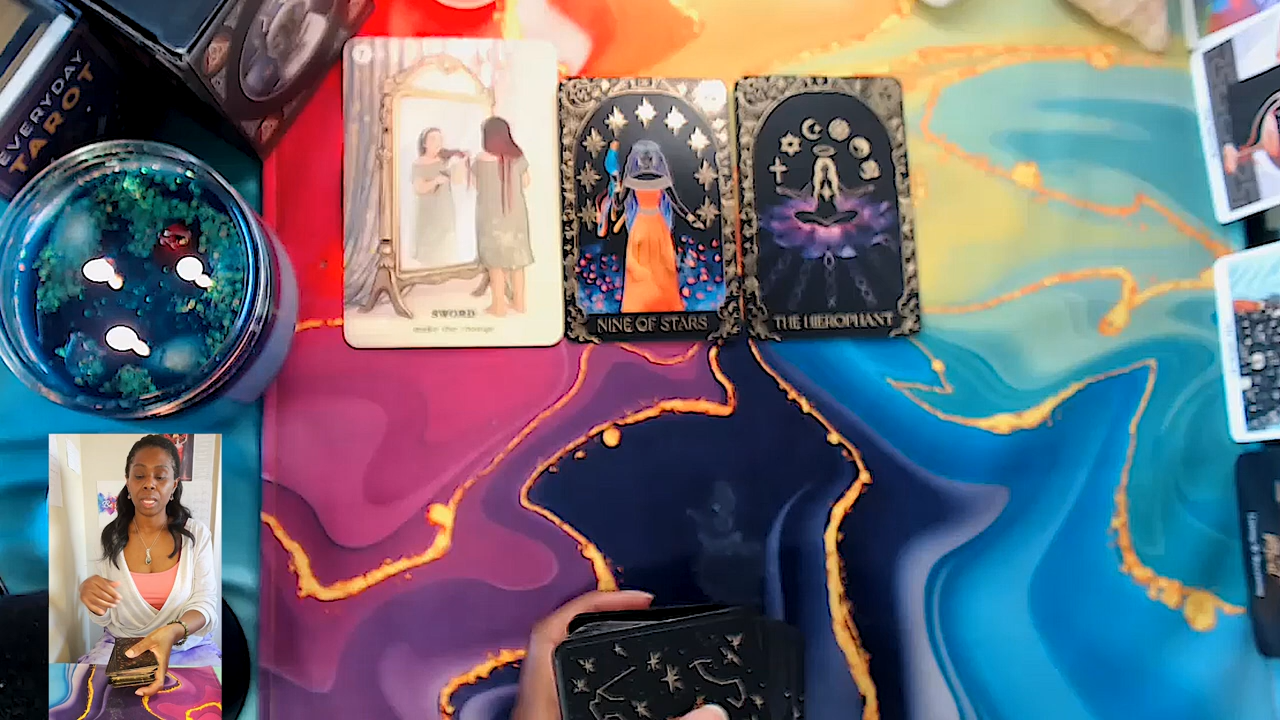 EVERYDAY
TAROT
SWORD
make the change
NINE OF STARS
THE HIEROPHANT